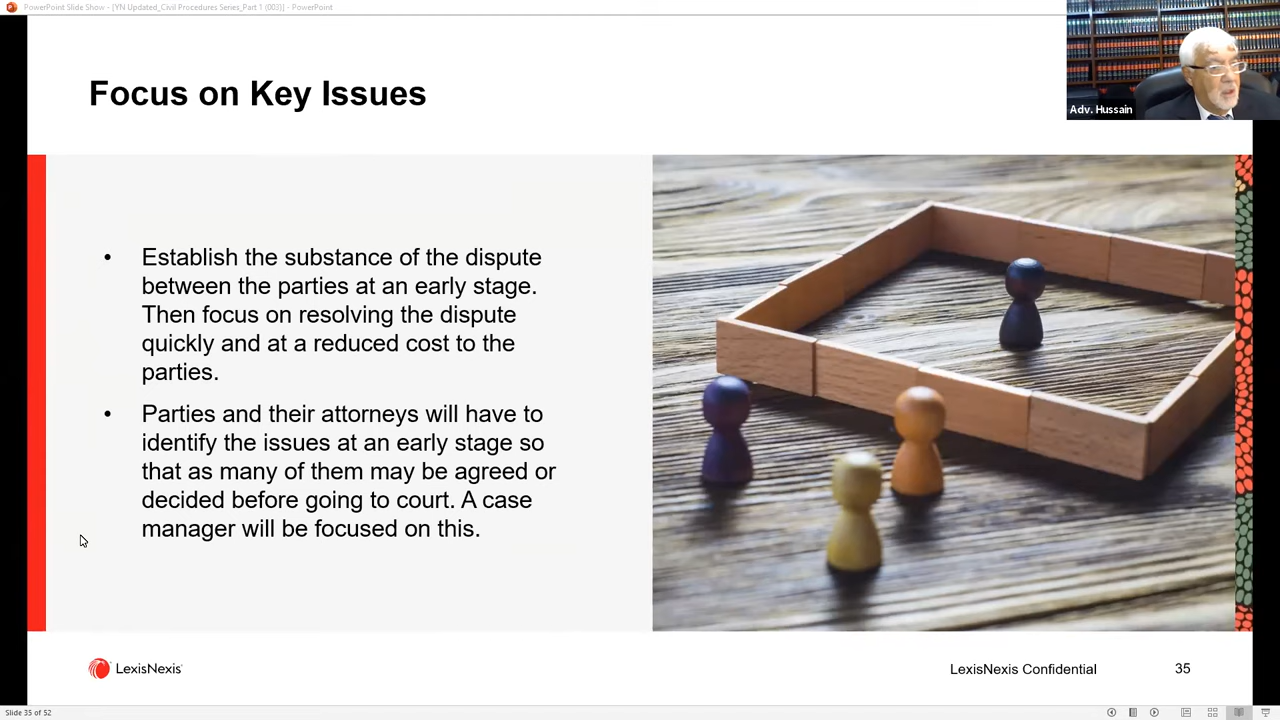 PowerPoint Slide Show - [YN Updated_Civil Procedures Series_Part 1 (003)] - PowerPoint
Adv. Hussain
Focus on Key Issues
• Establish the substance of the dispute
between the parties at an early stage.
Then focus on resolving the dispute
quickly and at a reduced cost to the
parties.
• Parties and their attorneys will have to
identify the issues at an early stage so
that as many of them may be agreed or
decided before going to court. A case
manager will be focused on this.
LexisNexis
LexisNexis Confidential
35
Slide 35 of 52